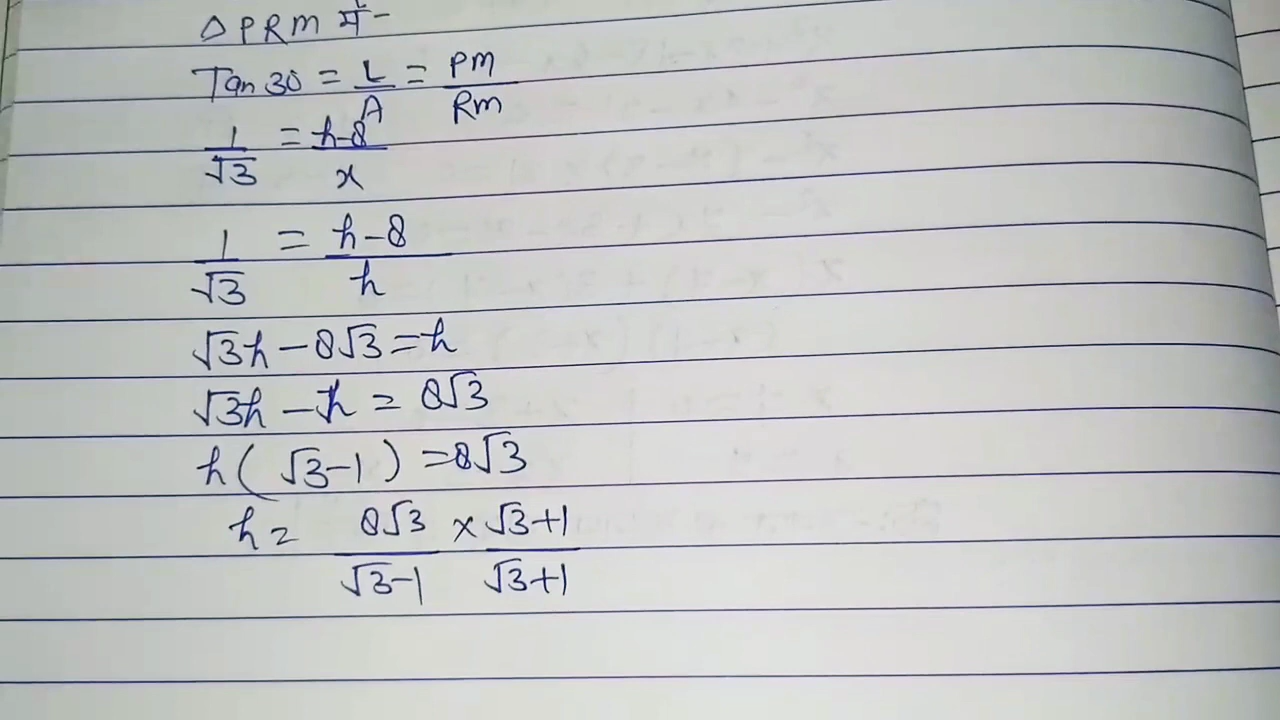 △PRM में-
Tan 30 = L/A = PM/RM
1/√3 = h-8/x
1/√3 = h-8/h
√3h - 8√3 = h
√3h - h = 8√3
h(√3-1) = 8√3
h = 8√3/√3-1 × √3+1/√3+1